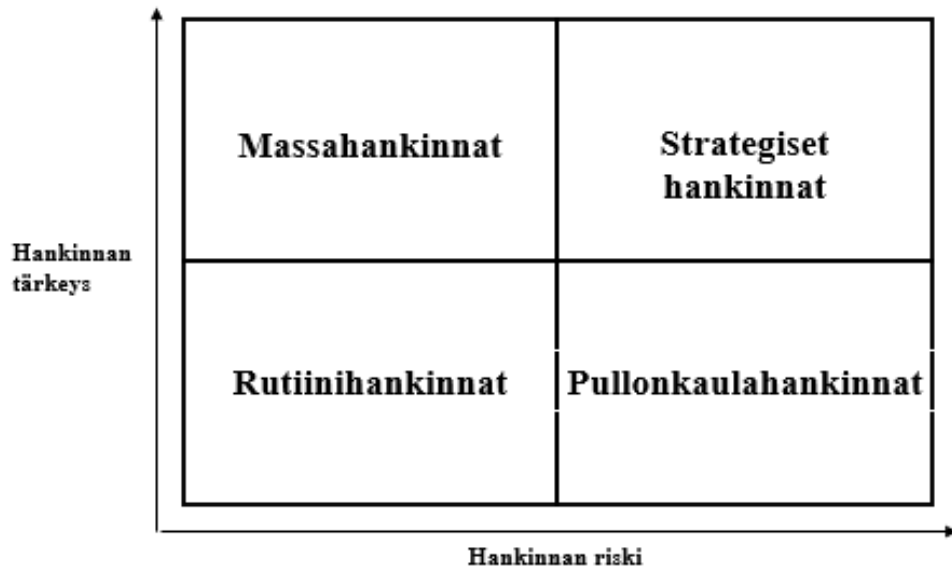 Massahankinnat
Strategiset
hankinnat
Hankinnan
tärkeys
Rutiinihankinnat
Pullonkaulahankinnat
Hankinnan riski